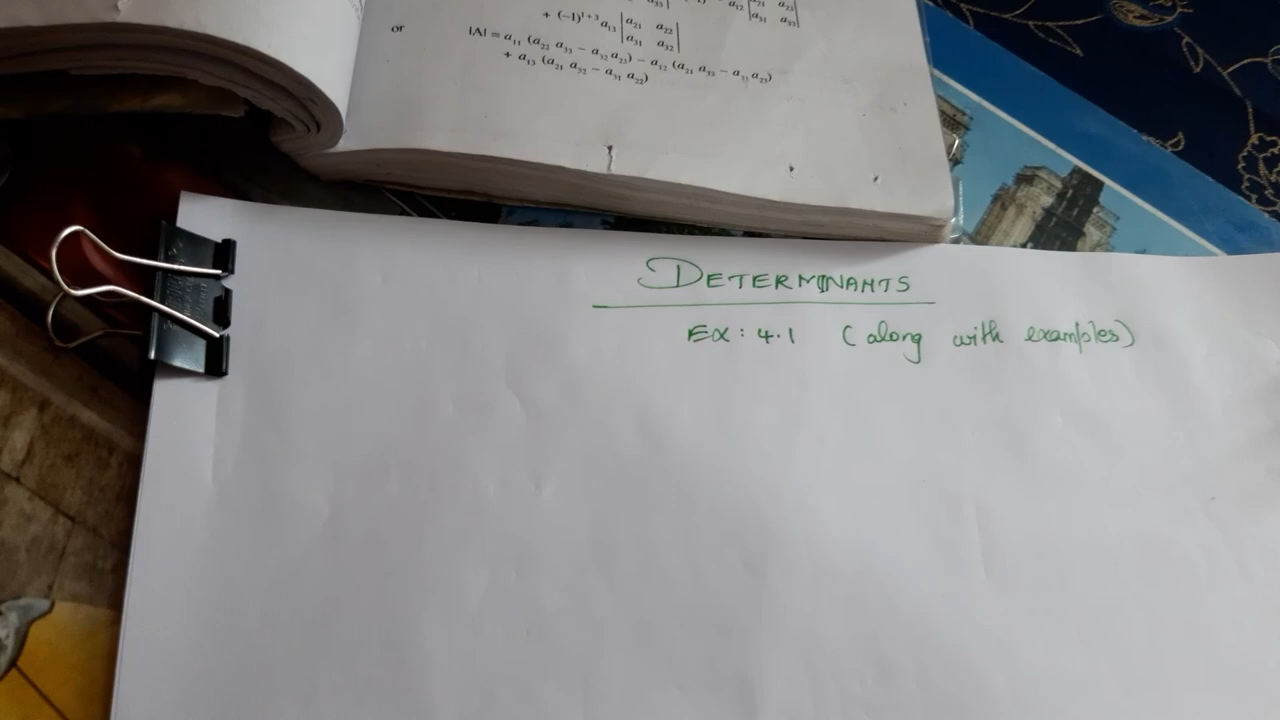 + (-1)¹⁺³ a₁₃ |a₂₁ a₂₂|
|a₃₁ a₃₂|
or |A| = a₁₁ (a₂₂ a₃₃ – a₃₂ a₂₃) – a₁₂ (a₂₁ a₃₃ – a₃₁ a₂₃)
+ a₁₃ (a₂₁ a₃₂ – a₃₁ a₂₂)
DETERMINANTS
EX: 4.1 (along with examples)